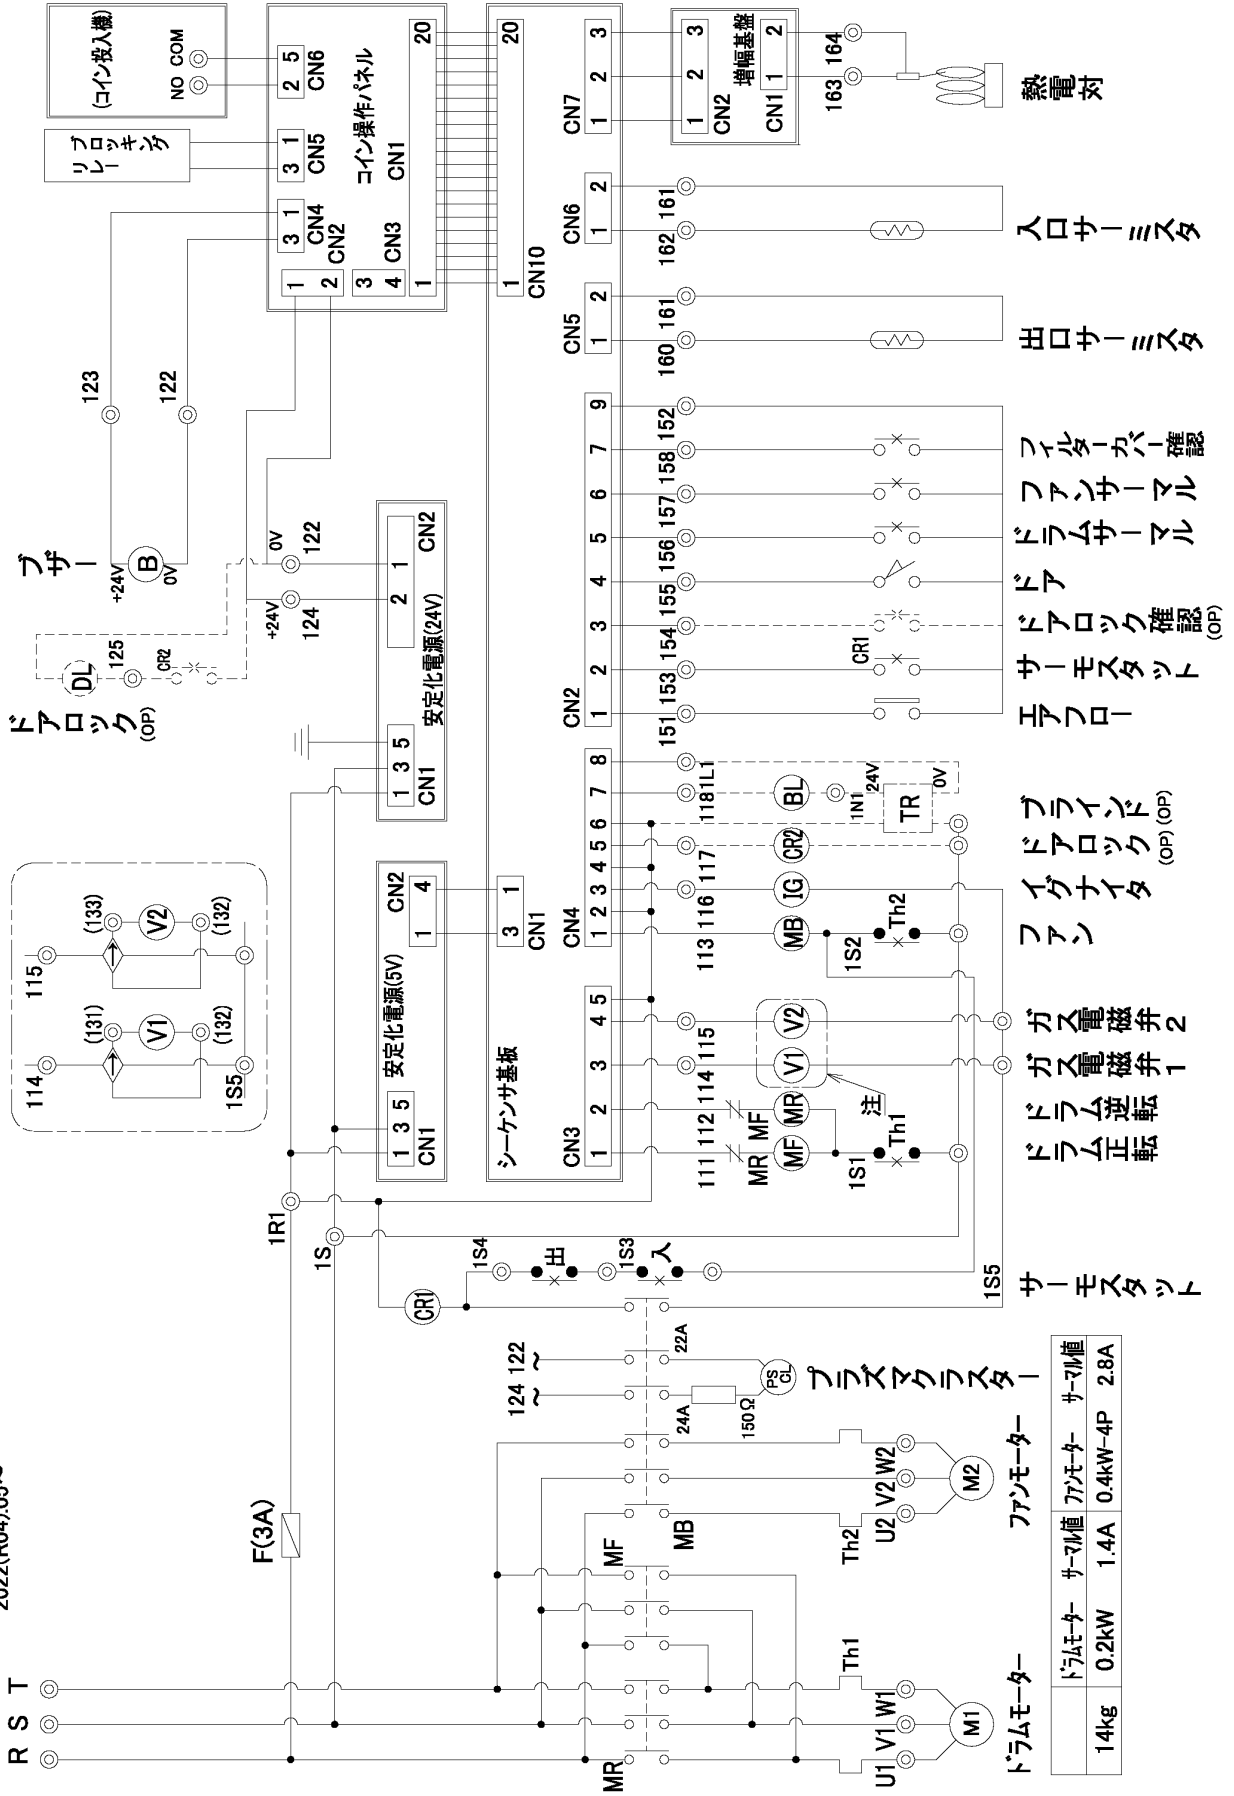 2022(R04).05
R S T
F(3A)
1R1
1S
114
(131)
V1
(132)
1S5
115
(133)
V2
(132)
ドアロック(OP)
DL
125
CR2
+24V
124
0V
122
ブザー
+24V
B
0V
123
122
ブロッキング
リレー
(コイン投入機)
NO COM
3 1
CN4
3 1
CN5
2 5
CN6
コイン操作パネル
1
2
CN2
3
4
CN3
1 CN1 20
安定化電源(5V)
1 3 5
CN1
1 4
CN2
安定化電源(24V)
1 3 5
CN1
2 1
CN2
シーケンサ基板
3 1
CN1
1 20
CN10
CN3
1 2 3 4 5
CN4
1 2 3 4 5 6 7 8
CN2
1 2 3 4 5 6 7 9
CN5
1 2
CN6
1 2
CN7
1 2 3
増幅基盤
1 2 3
CN2
CN1
1 2
163 164
熱電対
MR
MF
MB
124 122
24A
22A
150Ω
PS
CL
プラズマクラスター
CR1
1S4
出
1S3
入
1S5
サーモスタット
111 112 114 115
MR MF
MF MR V1 V2
注
1S1
Th1
113 116 117 118 1L1
MB IG CR2 BL
1S2
Th2
1N1
24V
TR
0V
151 153 154 155 156 157 158 152
CR1
160 161
162 161
ドラム正転
ドラム逆転
ガス電磁弁1
ガス電磁弁2
ファン
イグナイタ
ドアロック(OP)
ブラインド(OP)
エアフロー
サーモスタット
ドアロック確認(OP)
ドア
ドラムサーマル
ファンサーマル
フィルターカバー確認
出口サーミスタ
入口サーミスタ
Th1
U1 V1 W1
M1
ドラムモーター
Th2
U2 V2 W2
M2
ファンモーター
ドラムモーター サーマル値 ファンモーター サーマル値
14kg 0.2kW 1.4A 0.4kW-4P 2.8A